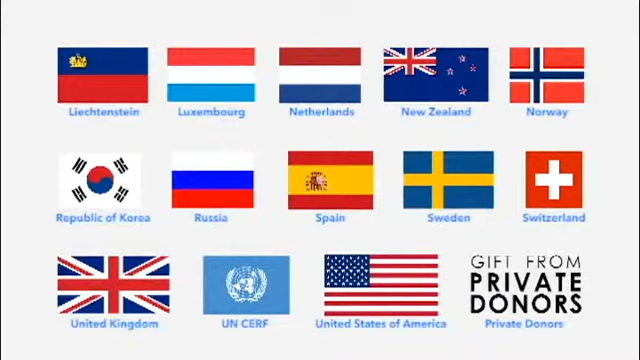 Liechtenstein
Luxembourg
Netherlands
New Zealand
Norway
Republic of Korea
Russia
Spain
Sweden
Switzerland
GIFT FROM
PRIVATE
DONORS
United Kingdom
UN CERF
United States of America
Private Donors